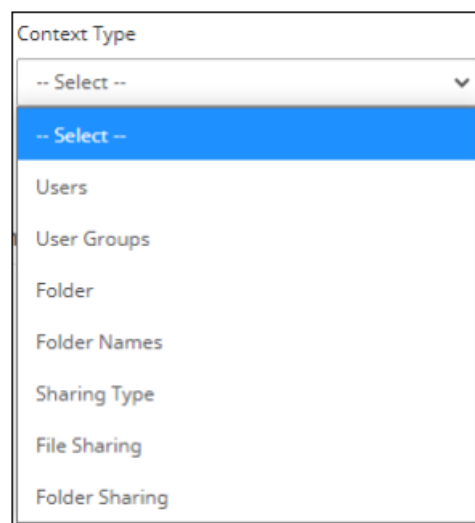 Context Type
-- Select --
-- Select --
Users
User Groups
Folder
Folder Names
Sharing Type
File Sharing
Folder Sharing